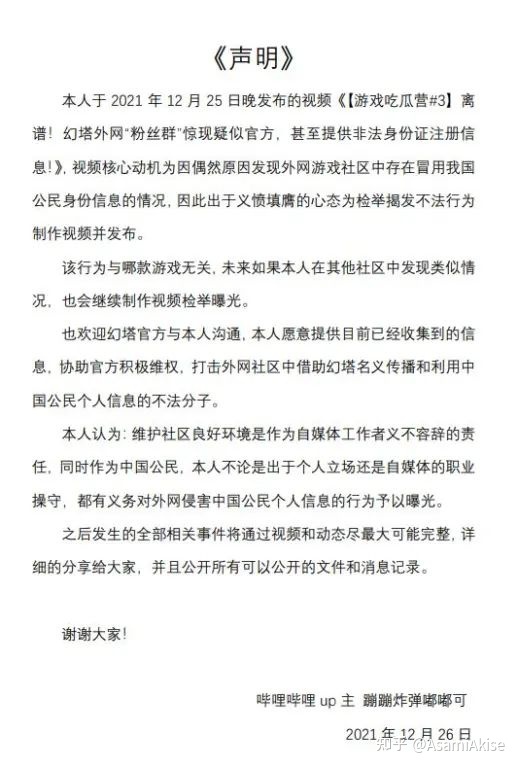 《声明》
本人于 2021 年 12 月 25 日晚发布的视频《【游戏吃瓜营#3】离
谱！幻塔外网“粉丝群”惊现疑似官方，甚至提供非法身份证注册信
息！》，视频核心动机为因偶然原因发现外网游戏社区中存在冒用我国
公民身份信息的情况，因此出于义愤填膺的心态为检举揭发不法行为
制作视频并发布。
该行为与哪款游戏无关，未来如果本人在其他社区中发现类似情
况，也会继续制作视频检举曝光。
也欢迎幻塔官方与本人沟通，本人愿意提供目前已经收集到的信
息，协助官方积极维权，打击外网社区中借助幻塔名义传播和利用中
国公民个人信息的不法分子。
本人认为：维护社区良好环境是作为自媒体工作者义不容辞的责
任，同时作为中国公民，本人不论是出于个人立场还是自媒体的职业
操守，都有义务对外网侵害中国公民个人信息的行为予以曝光。
之后发生的全部相关事件将通过视频和动态尽最大可能完整，详
细的分享给大家，并且公开所有可以公开的文件和消息记录。
谢谢大家！
哔哩哔哩 up 主 蹦蹦炸弹嘟嘟可
2021 年 12 月 26 日
知乎 @AsamiAkise